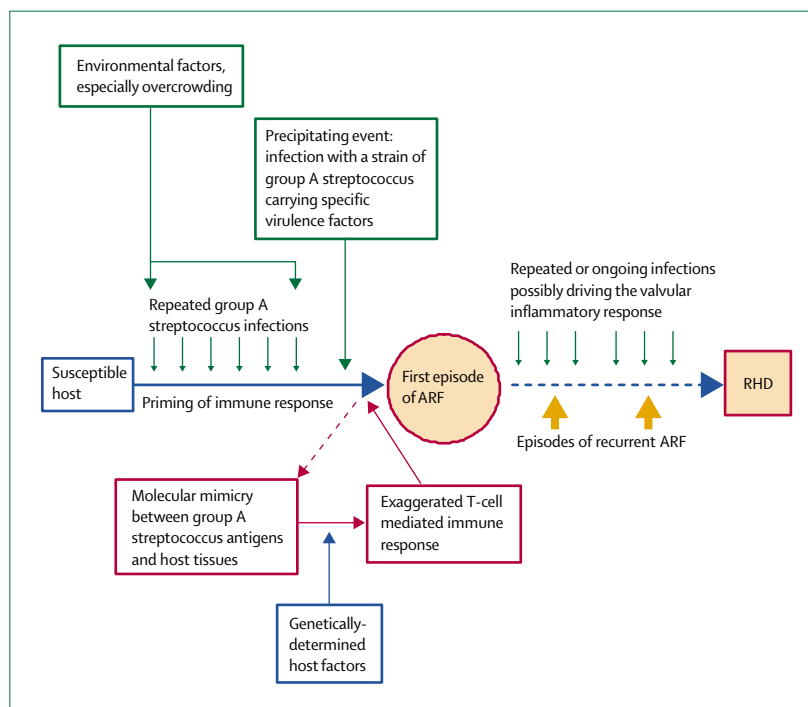 Environmental factors,
especially overcrowding
Precipitating event:
infection with a strain of
group A streptococcus
carrying specific
virulence factors
Repeated group A
streptococcus infections
Repeated or ongoing infections
possibly driving the valvular
inflammatory response
Susceptible
host
Priming of immune response
First episode
of ARF
RHD
Episodes of recurrent ARF
Molecular mimicry
between group A
streptococcus antigens
and host tissues
Exaggerated T-cell
mediated immune
response
Genetically-
determined
host factors